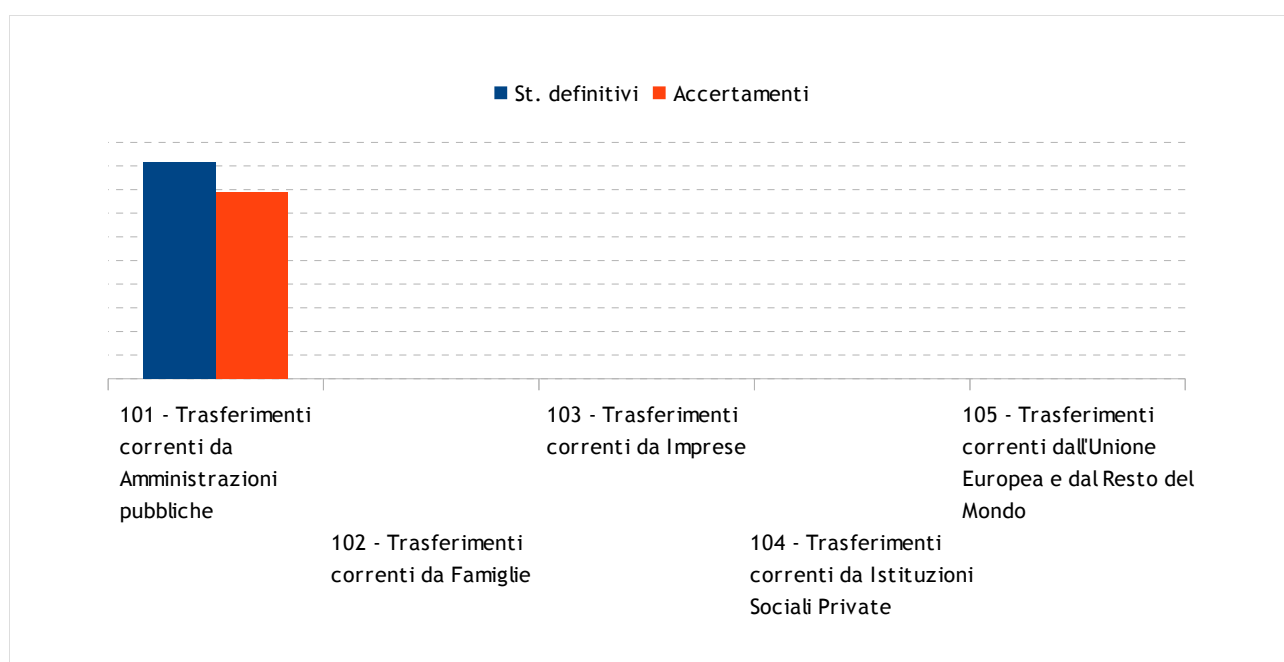 St. definitivi Accertamenti
101 - Trasferimenti
correnti da
Amministrazioni
pubbliche
102 - Trasferimenti
correnti da Famiglie
103 - Trasferimenti
correnti da Imprese
104 - Trasferimenti
correnti da Istituzioni
Sociali Private
105 - Trasferimenti
correnti dall'Unione
Europea e dal Resto del
Mondo